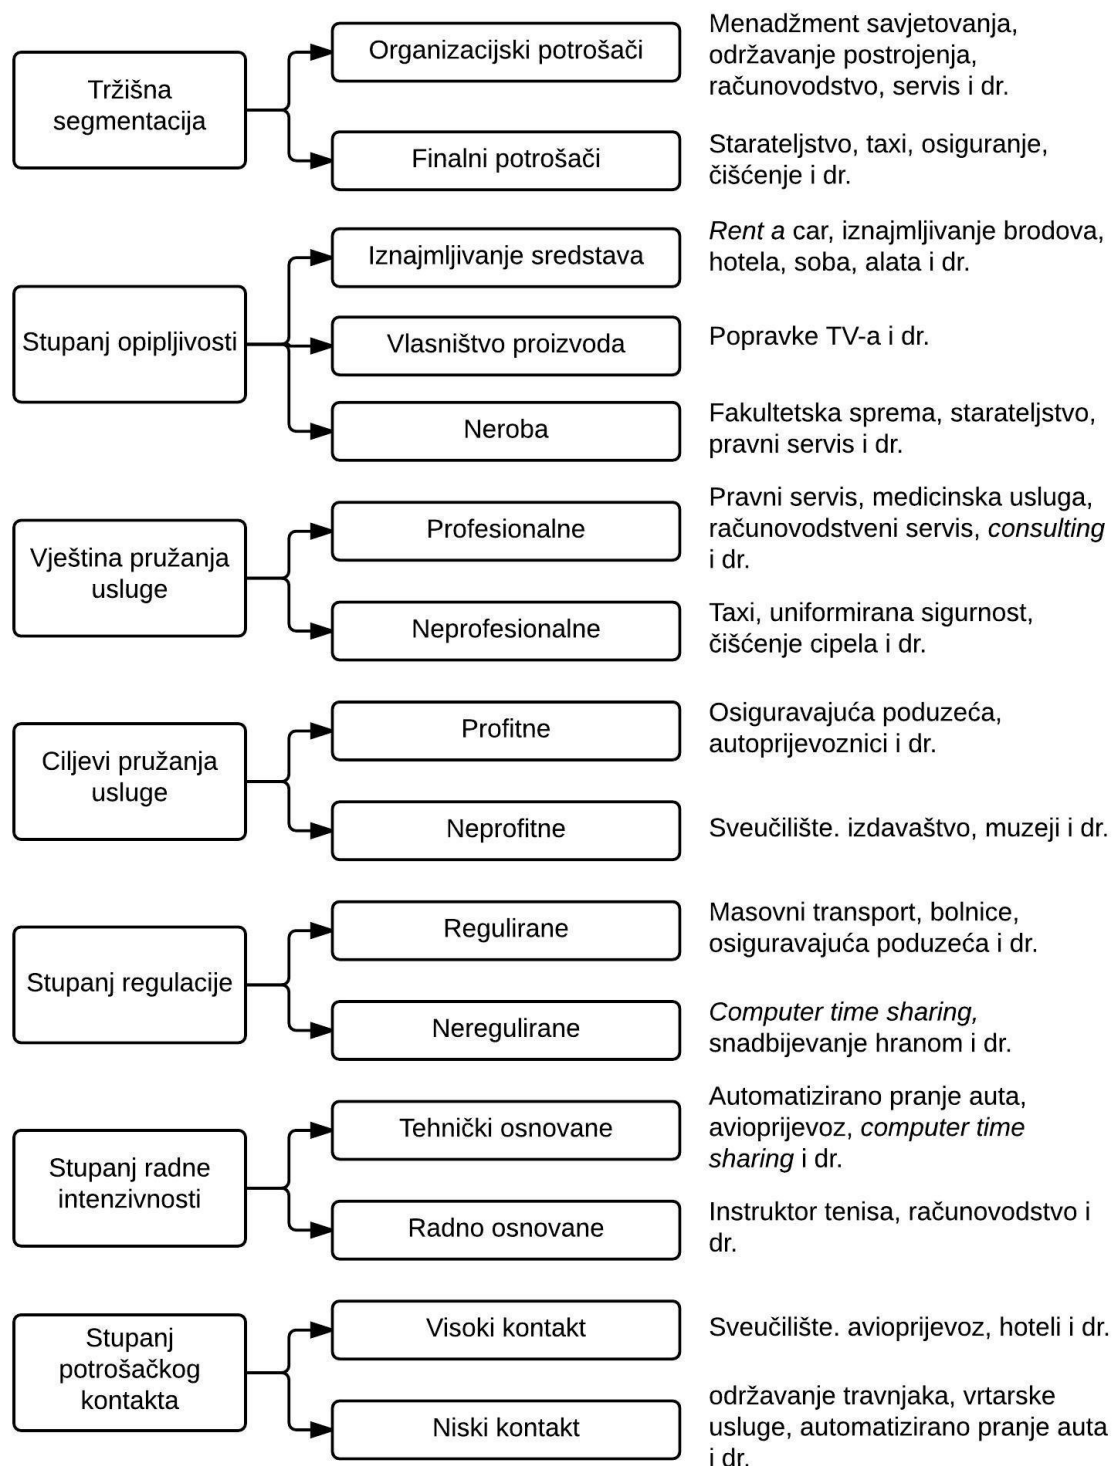 Tržišna
segmentacija
Organizacijski potrošači
Menadžment savjetovanja,
održavanje postrojenja,
računovodstvo, servis i dr.
Finalni potrošači
Starateljstvo, taxi, osiguranje,
čišćenje i dr.
Stupanj opipljivosti
Iznajmljivanje sredstava
Rent a car, iznajmljivanje brodova,
hotela, soba, alata i dr.
Vlasništvo proizvoda
Popravke TV-a i dr.
Neroba
Fakultetska sprema, starateljstvo,
pravni servis i dr.
Vještina pružanja
usluge
Profesionalne
Pravni servis, medicinska usluga,
računovodstveni servis, consulting
i dr.
Neprofesionalne
Taxi, uniformirana sigurnost,
čišćenje cipela i dr.
Ciljevi pružanja
usluge
Profitne
Osiguravajuća poduzeća,
autoprijevoznici i dr.
Neprofitne
Sveučilište. izdavaštvo, muzeji i dr.
Stupanj regulacije
Regulirane
Masovni transport, bolnice,
osiguravajuća poduzeća i dr.
Neregulirane
Computer time sharing,
snadbijevanje hranom i dr.
Stupanj radne
intenzivnosti
Tehnički osnovane
Automatizirano pranje auta,
avioprijevoz, computer time
sharing i dr.
Radno osnovane
Instruktor tenisa, računovodstvo i
dr.
Stupanj
potrošačkog
kontakta
Visoki kontakt
Sveučilište. avioprijevoz, hoteli i dr.
Niski kontakt
održavanje travnjaka, vrtarske
usluge, automatizirano pranje auta
i dr.